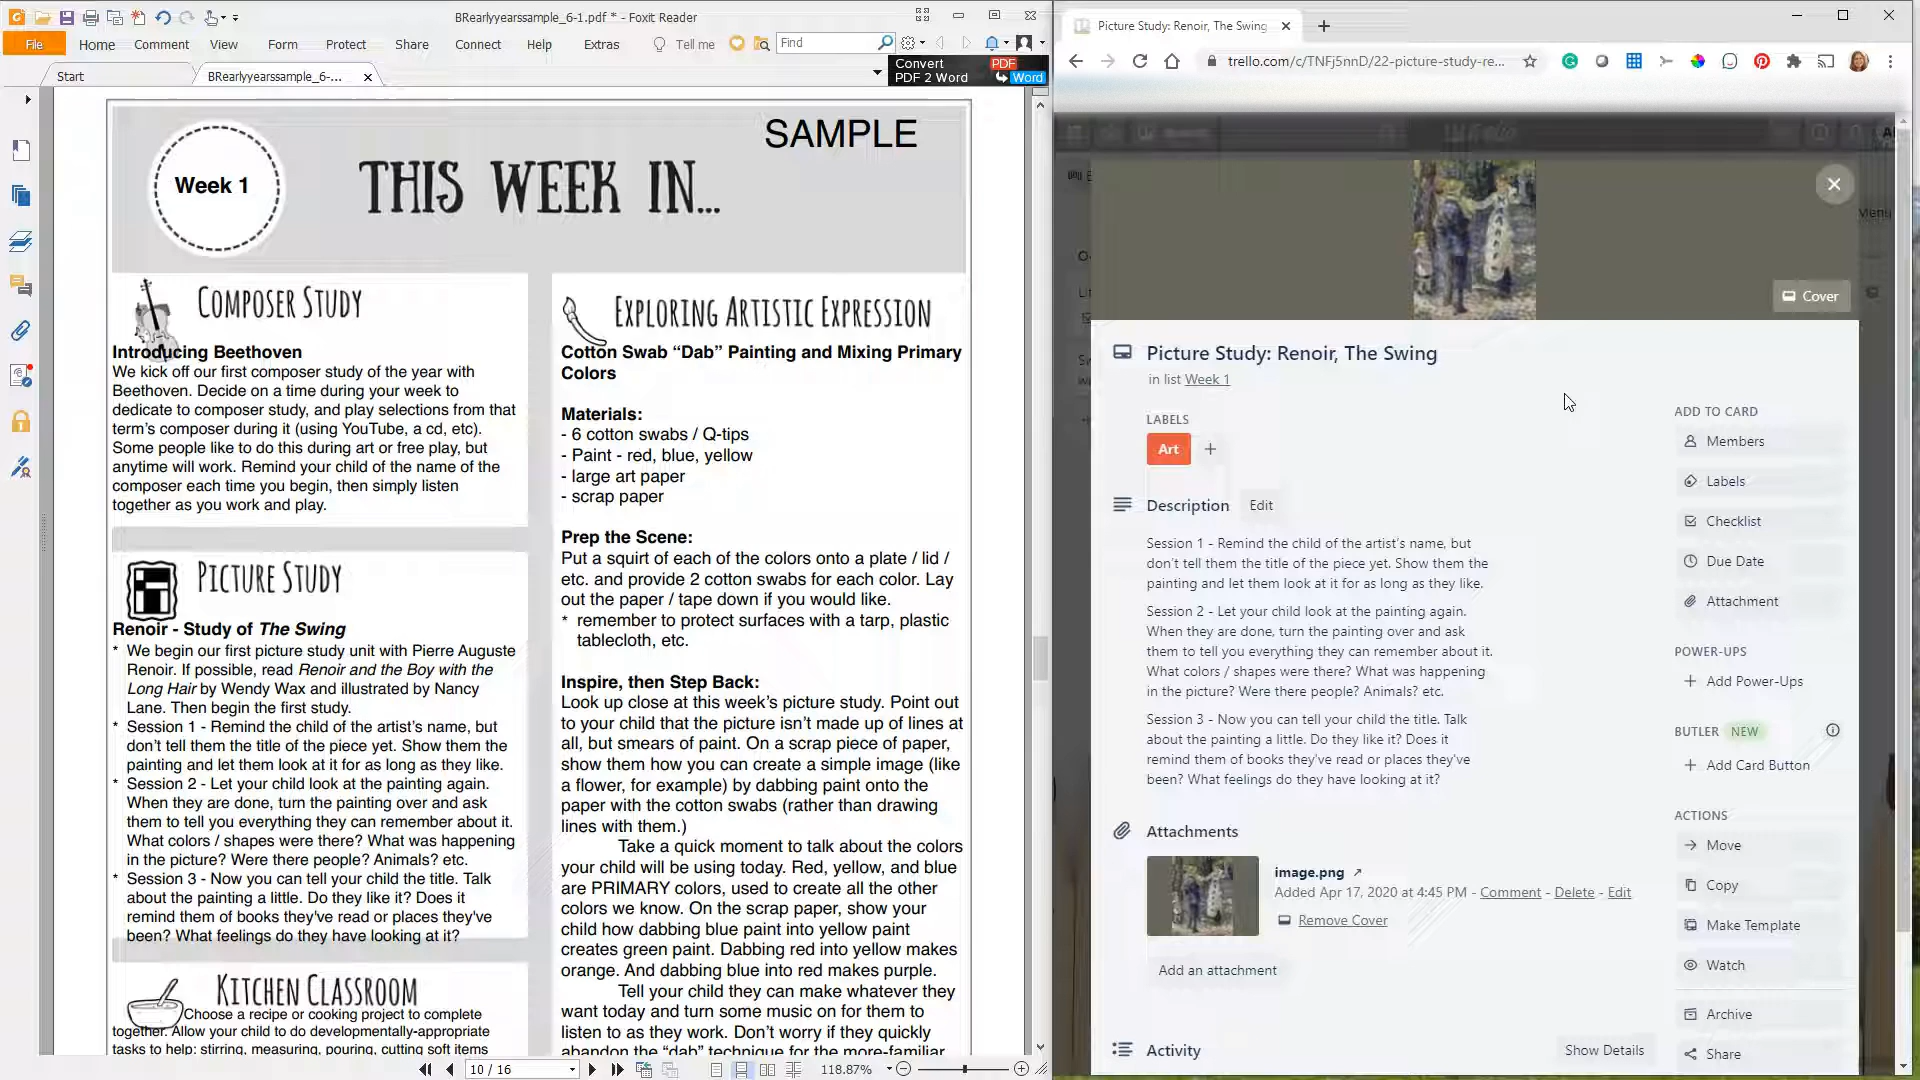 BRearlyyearssample_6-1.pdf * - Foxit Reader
File Home Comment View Form Protect Share Connect Help Extras Tell me Find
Start BRearlyyearssample_6-...
Convert PDF
PDF 2 Word Word
SAMPLE
Week 1
THIS WEEK IN...
COMPOSER STUDY
Introducing Beethoven
We kick off our first composer study of the year with
Beethoven. Decide on a time during your week to
dedicate to composer study, and play selections from that
term's composer during it (using YouTube, a cd, etc).
Some people like to do this during art or free play, but
anytime will work. Remind your child of the name of the
composer each time you begin, then simply listen
together as you work and play.
PICTURE STUDY
Renoir - Study of The Swing
* We begin our first picture study unit with Pierre Auguste
Renoir. If possible, read Renoir and the Boy with the
Long Hair by Wendy Wax and illustrated by Nancy
Lane. Then begin the first study.
* Session 1 - Remind the child of the artist's name, but
don't tell them the title of the piece yet. Show them the
painting and let them look at it for as long as they like.
* Session 2 - Let your child look at the painting again.
When they are done, turn the painting over and ask
them to tell you everything they can remember about it.
What colors / shapes were there? What was happening
in the picture? Were there people? Animals? etc.
* Session 3 - Now you can tell your child the title. Talk
about the painting a little. Do they like it? Does it
remind them of books they've read or places they've
been? What feelings do they have looking at it?
KITCHEN CLASSROOM
Choose a recipe or cooking project to complete
together. Allow your child to do developmentally-appropriate
tasks to help: stirring, measuring, pouring, cutting soft items
EXPLORING ARTISTIC EXPRESSION
Cotton Swab “Dab” Painting and Mixing Primary
Colors
Materials:
- 6 cotton swabs / Q-tips
- Paint - red, blue, yellow
- large art paper
- scrap paper
Prep the Scene:
Put a squirt of each of the colors onto a plate / lid /
etc. and provide 2 cotton swabs for each color. Lay
out the paper / tape down if you would like.
* remember to protect surfaces with a tarp, plastic
tablecloth, etc.
Inspire, then Step Back:
Look up close at this week's picture study. Point out
to your child that the picture isn't made up of lines at
all, but smears of paint. On a scrap piece of paper,
show them how you can create a simple image (like
a flower, for example) by dabbing paint onto the
paper with the cotton swabs (rather than drawing
lines with them.)
Take a quick moment to talk about the colors
your child will be using today. Red, yellow, and blue
are PRIMARY colors, used to create all the other
colors we know. On the scrap paper, show your
child how dabbing blue paint into yellow paint
creates green paint. Dabbing red into yellow makes
orange. And dabbing blue into red makes purple.
Tell your child they can make whatever they
want today and turn some music on for them to
listen to as they work. Don't worry if they quickly
abandon the “dab” technique for the more-familiar
10 / 16
118.87%
Picture Study: Renoir, The Swing
trello.com/c/TNFj5nnD/22-picture-study-re...
Menu
Cover
Picture Study: Renoir, The Swing
in list Week 1
LABELS
Art
Description Edit
Session 1 - Remind the child of the artist's name, but
don't tell them the title of the piece yet. Show them the
painting and let them look at it for as long as they like.
Session 2 - Let your child look at the painting again.
When they are done, turn the painting over and ask
them to tell you everything they can remember about it.
What colors / shapes were there? What was happening
in the picture? Were there people? Animals? etc.
Session 3 - Now you can tell your child the title. Talk
about the painting a little. Do they like it? Does it
remind them of books they've read or places they've
been? What feelings do they have looking at it?
Attachments
image.png
Added Apr 17, 2020 at 4:45 PM - Comment - Delete - Edit
Remove Cover
Add an attachment
Activity
Show Details
ADD TO CARD
Members
Labels
Checklist
Due Date
Attachment
POWER-UPS
Add Power-Ups
BUTLER NEW
Add Card Button
ACTIONS
Move
Copy
Make Template
Watch
Archive
Share